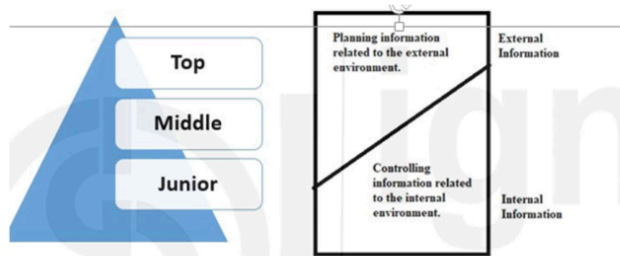 Top
Middle
Junior
Planning information
related to the external
environment.
External
Information
Controlling
information related
to the internal
environment.
Internal
Information